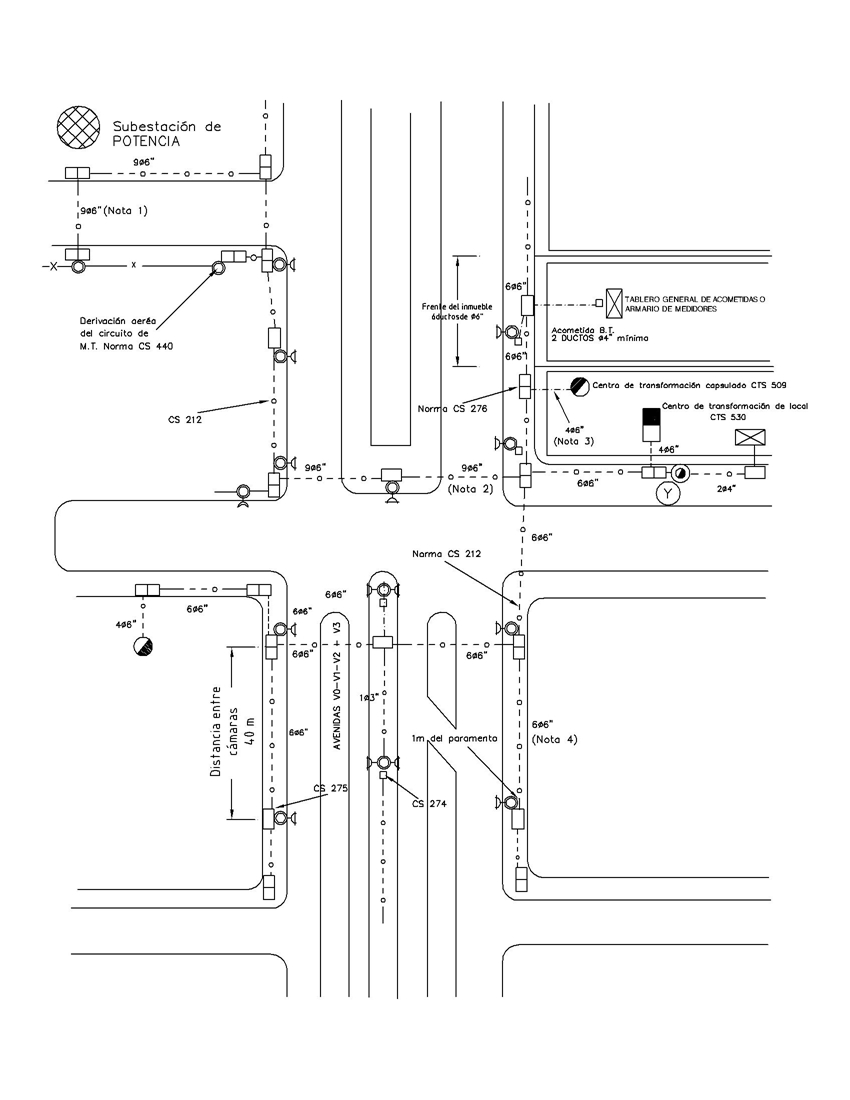 Subestación de
POTENCIA
9ø6"
9ø6"(Nota 1)
X
x
Derivación aeréa
del circuito de
M.T. Norma CS 440
6ø6"
Frente del inmueble
6ductosde ø6"
TABLERO GENERAL DE ACOMETIDAS O
ARMARIO DE MEDIDORES
Acometida B.T.
2 DUCTOS ø4" mínima
6ø6"
Centro de transformación capsulado CTS 509
CS 212
Norma CS 276
Centro de transformación de local
CTS 530
4ø6"
(Nota 3)
4ø6"
9ø6"
9ø6"
(Nota 2)
6ø6"
Y
2ø4"
6ø6"
Norma CS 212
6ø6"
4ø6"
6ø6"
6ø6"
6ø6"
6ø6"
AVENIDAS V0-V1-V2 + V3
1ø3"
Distancia entre
cámaras
40 m
6ø6"
1m del paramento
6ø6"
(Nota 4)
CS 275
CS 274